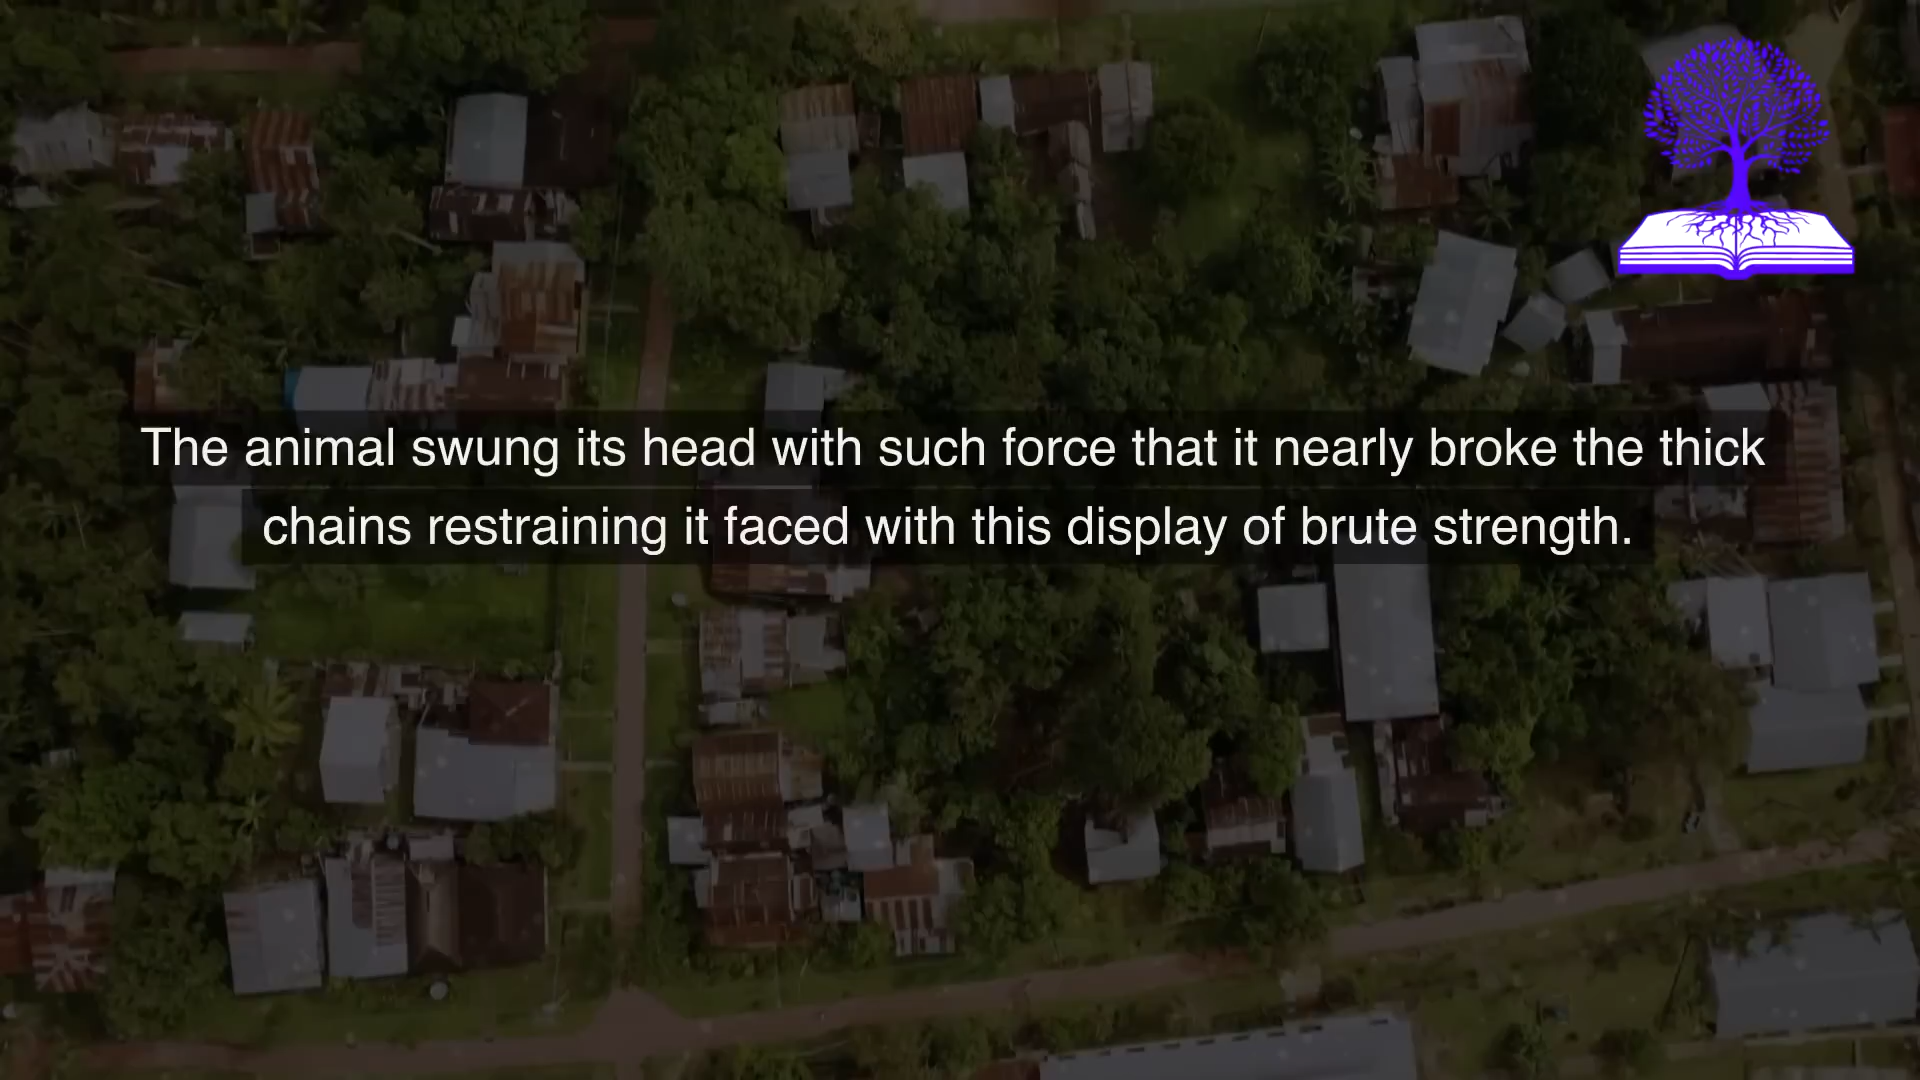 The animal swung its head with such force that it nearly broke the thick
chains restraining it faced with this display of brute strength.